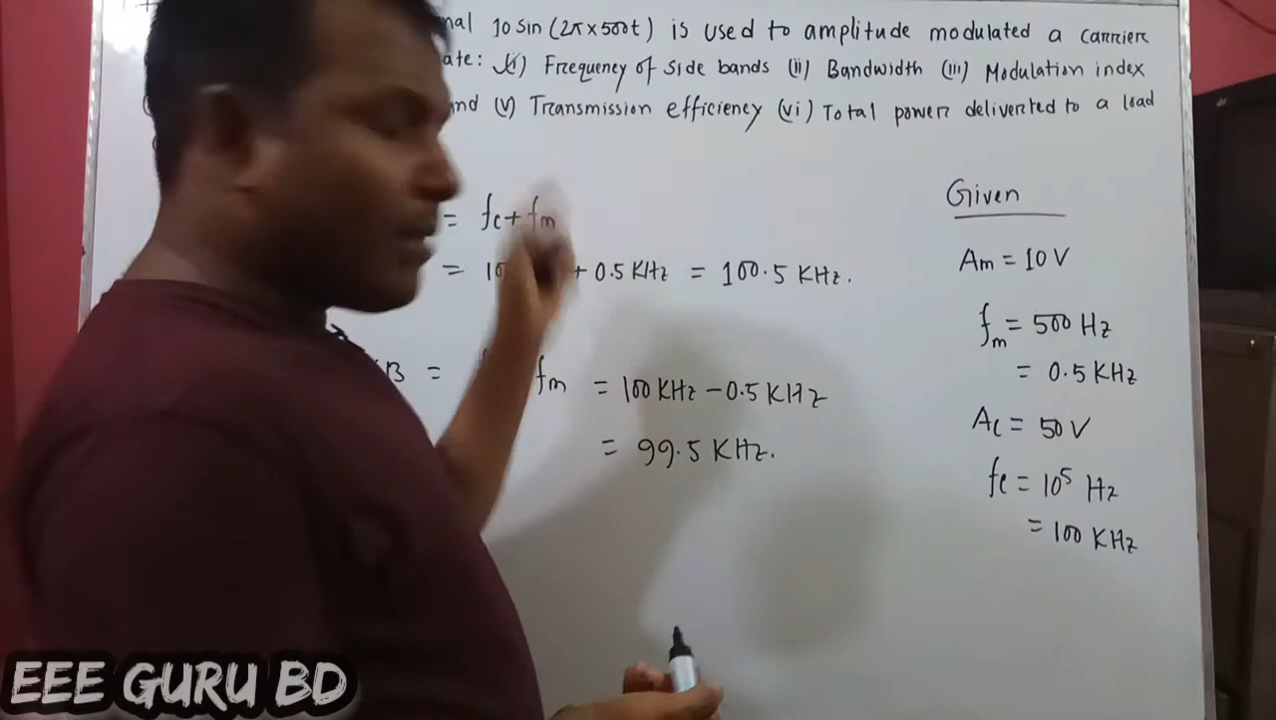 nal 10 sin (2π×500t) is used to amplitude modulated a carrier
ate: (i) Frequency of side bands (ii) Bandwidth (iii) Modulation index
nd (v) Transmission efficiency (vi) Total power delivered to a load
Given
= fc + fm
Am = 10 V
= 10 + 0.5 KHz = 100.5 KHz.
fm = 500 Hz
= 0.5 KHz
B = fm = 100 KHz – 0.5 KHz
Ac = 50 V
= 99.5 KHz.
fc = 10⁵ Hz
= 100 KHz
EEE GURU BD